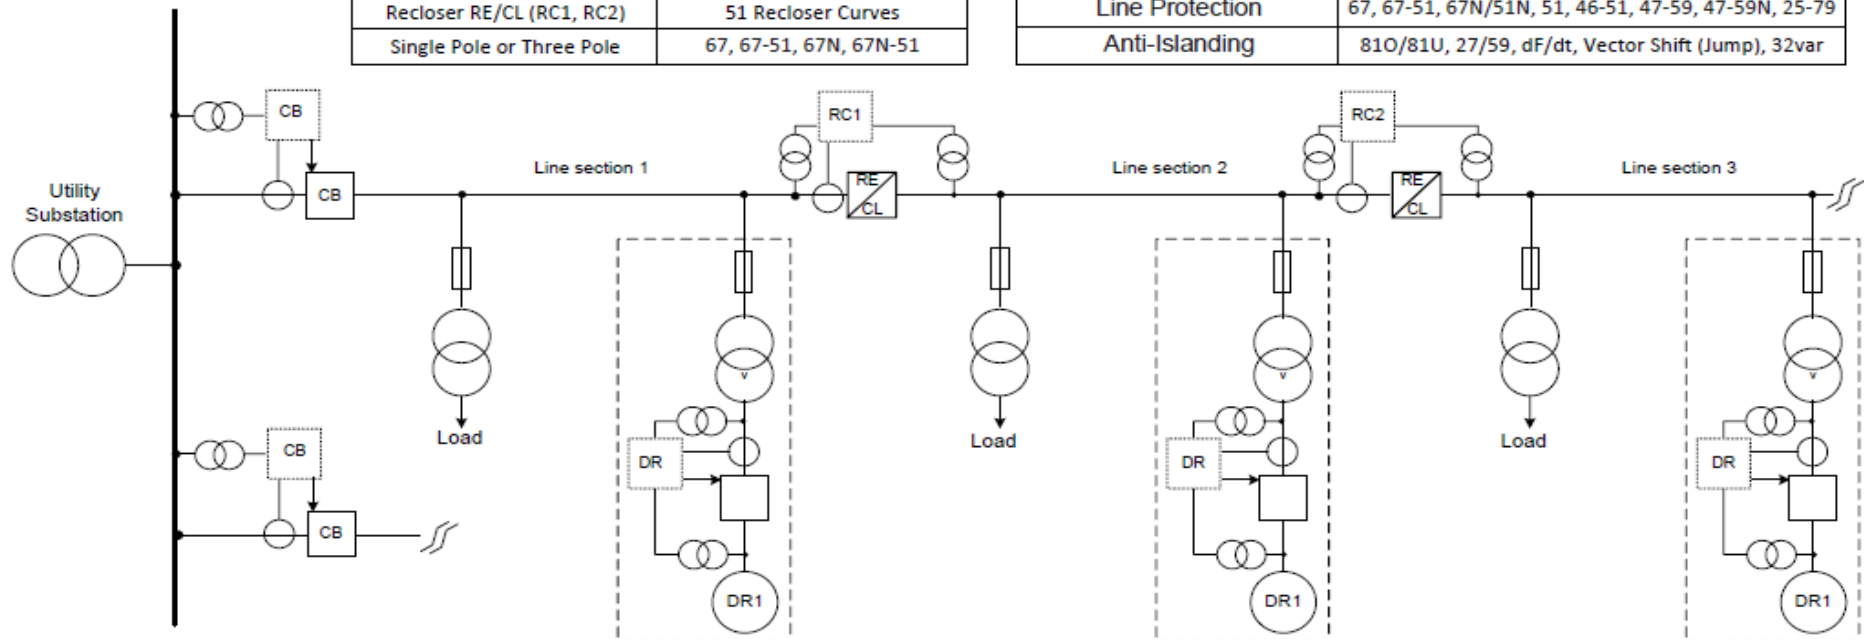 Recloser RE/CL (RC1, RC2)
51 Recloser Curves
Single Pole or Three Pole
67, 67-51, 67N, 67N-51
Line Protection
67, 67-51, 67N/51N, 51, 46-51, 47-59, 47-59N, 25-79
Anti-Islanding
81O/81U, 27/59, dF/dt, Vector Shift (Jump), 32var
CB
RC1
RC2
Line section 1
Line section 2
Line section 3
Utility
Substation
CB
RE
CL
RE
CL
v
v
v
Load
Load
Load
CB
DR
DR
DR
CB
DR1
DR1
DR1